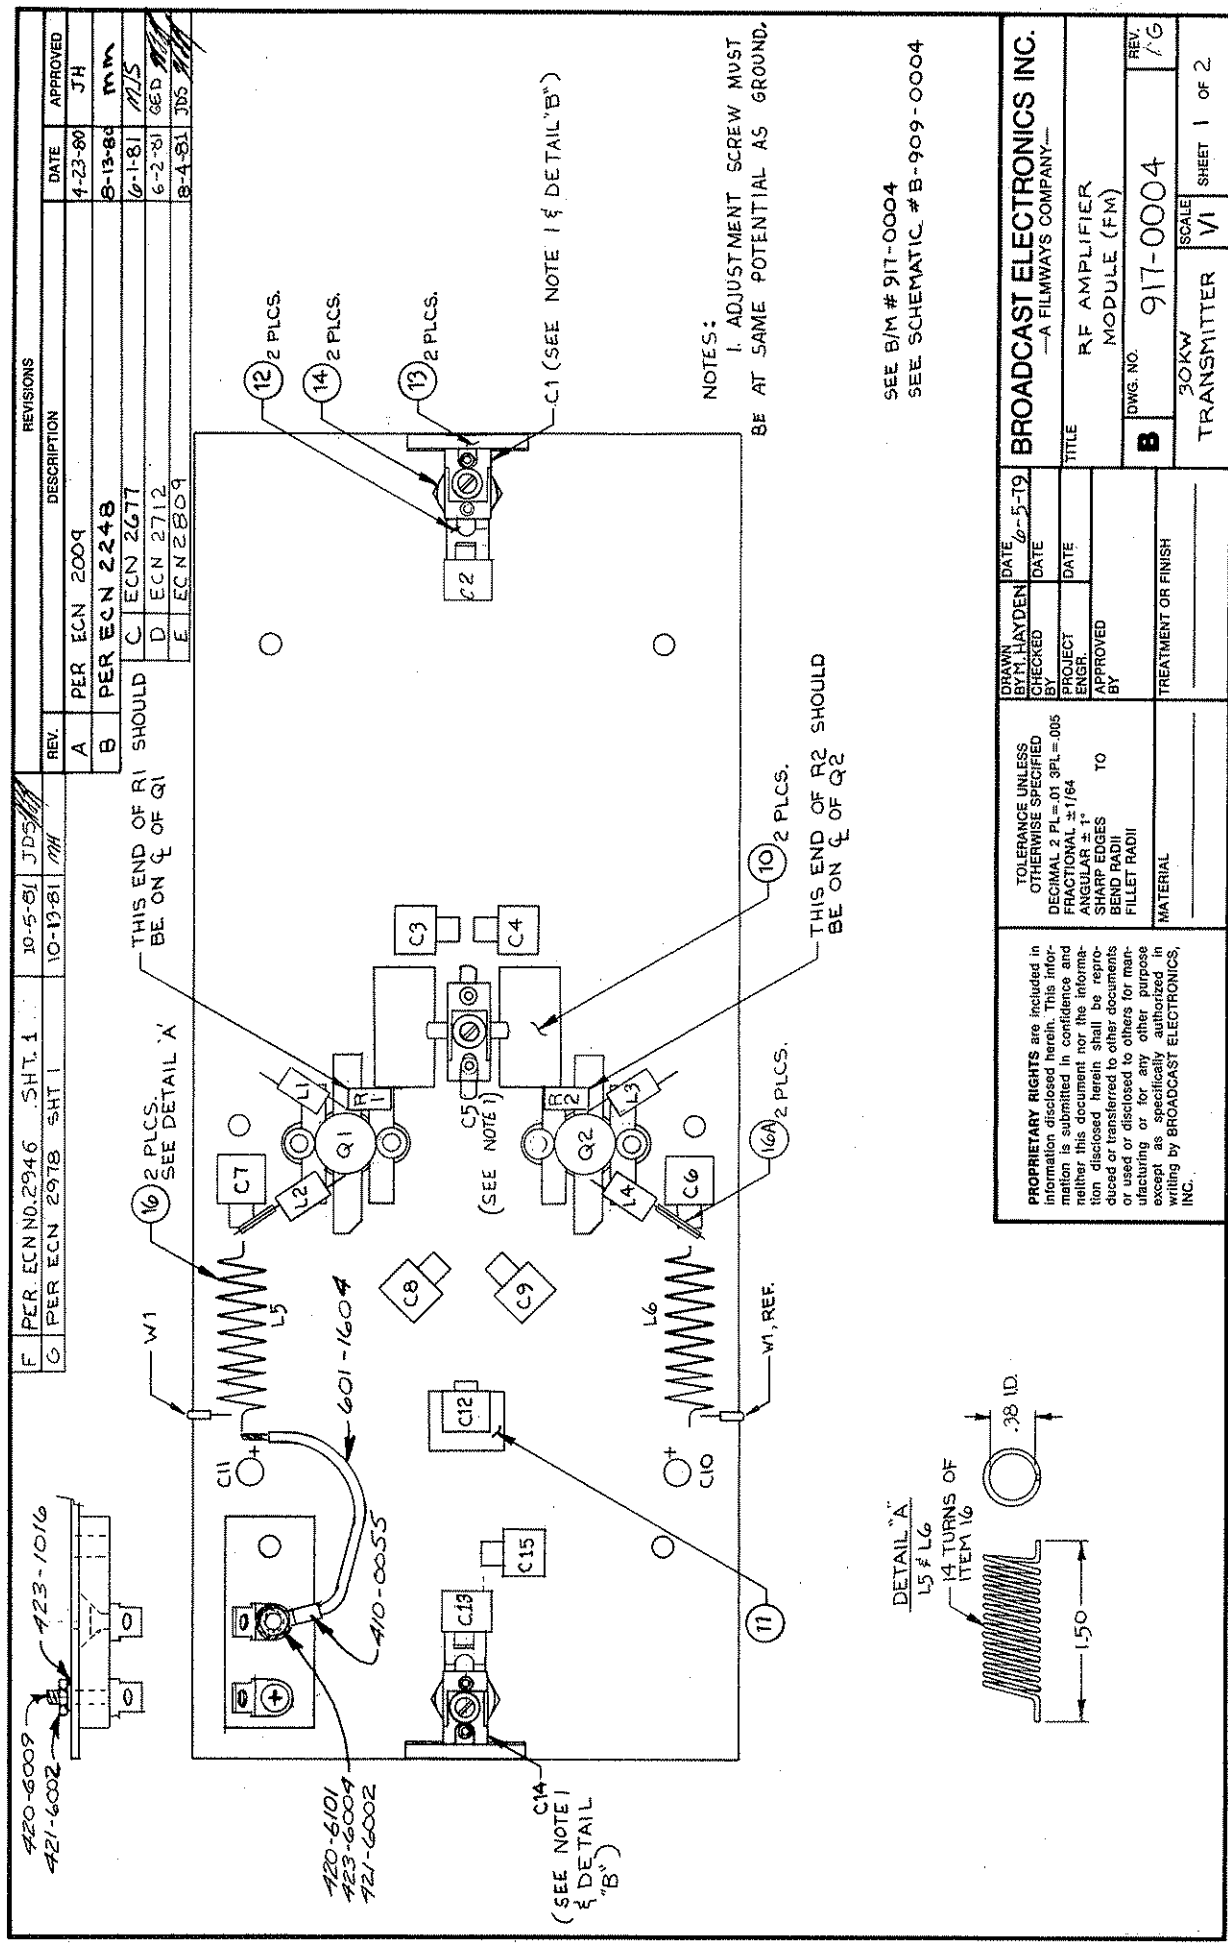 REVISIONS
REV. DESCRIPTION DATE APPROVED
A PER ECN 2009 4-23-80 JH
B PER ECN 2248 8-13-80 mm
C ECN 2677 6-1-81 MJS
D ECN 2712 6-2-81 GED
E ECN 2809 8-4-81 JDS
F PER ECN NO. 2946 SHT. 1 10-5-81 JDS
G PER ECN 2978 SHT 1 10-13-81 MH
420-6009
421-6002
423-1016
W1
16 2 PLCS.
SEE DETAIL 'A'
THIS END OF R1 SHOULD
BE ON ℄ OF Q1
12 2 PLCS.
14 2 PLCS.
13 2 PLCS.
C1 (SEE NOTE 1 & DETAIL "B")
420-6101
423-6004
421-6002
410-0055
601-1604
C11
+
L5
C7
L2
Q1
L1
R1
C3
C4
C5
(SEE NOTE 1)
C8
C9
C12
C15
C13
C14
(SEE NOTE 1
& DETAIL
"B")
C2
R2
Q2
L3
L4
C6
L6
+
C10
W1, REF.
11
16A 2 PLCS.
10 2 PLCS.
THIS END OF R2 SHOULD
BE ON ℄ OF Q2
NOTES:
1. ADJUSTMENT SCREW MUST
BE AT SAME POTENTIAL AS GROUND.
SEE B/M # 917-0004
SEE SCHEMATIC # B-909-0004
DETAIL "A"
L5 & L6
14 TURNS OF
ITEM 16
1.50
.38 I.D.
PROPRIETARY RIGHTS are included in
information disclosed herein. This infor-
mation is submitted in confidence and
neither this document nor the informa-
tion disclosed herein shall be repro-
duced or transferred to other documents
or used or disclosed to others for man-
ufacturing or for any other purpose
except as specifically authorized in
writing by BROADCAST ELECTRONICS,
INC.
TOLERANCE UNLESS
OTHERWISE SPECIFIED
DECIMAL 2 PL=.01 3PL=.005
FRACTIONAL ±1/64
ANGULAR ± 1°
SHARP EDGES TO
BEND RADII
FILLET RADII
MATERIAL
DRAWN BY M. HAYDEN DATE 6-5-79
CHECKED BY DATE
PROJECT ENGR. DATE
APPROVED BY
TREATMENT OR FINISH
BROADCAST ELECTRONICS INC.
—A FILMWAYS COMPANY—
TITLE
RF AMPLIFIER
MODULE (FM)
B
DWG. NO.
917-0004
REV.
G
30KW
TRANSMITTER
SCALE
1/1
SHEET 1 OF 2